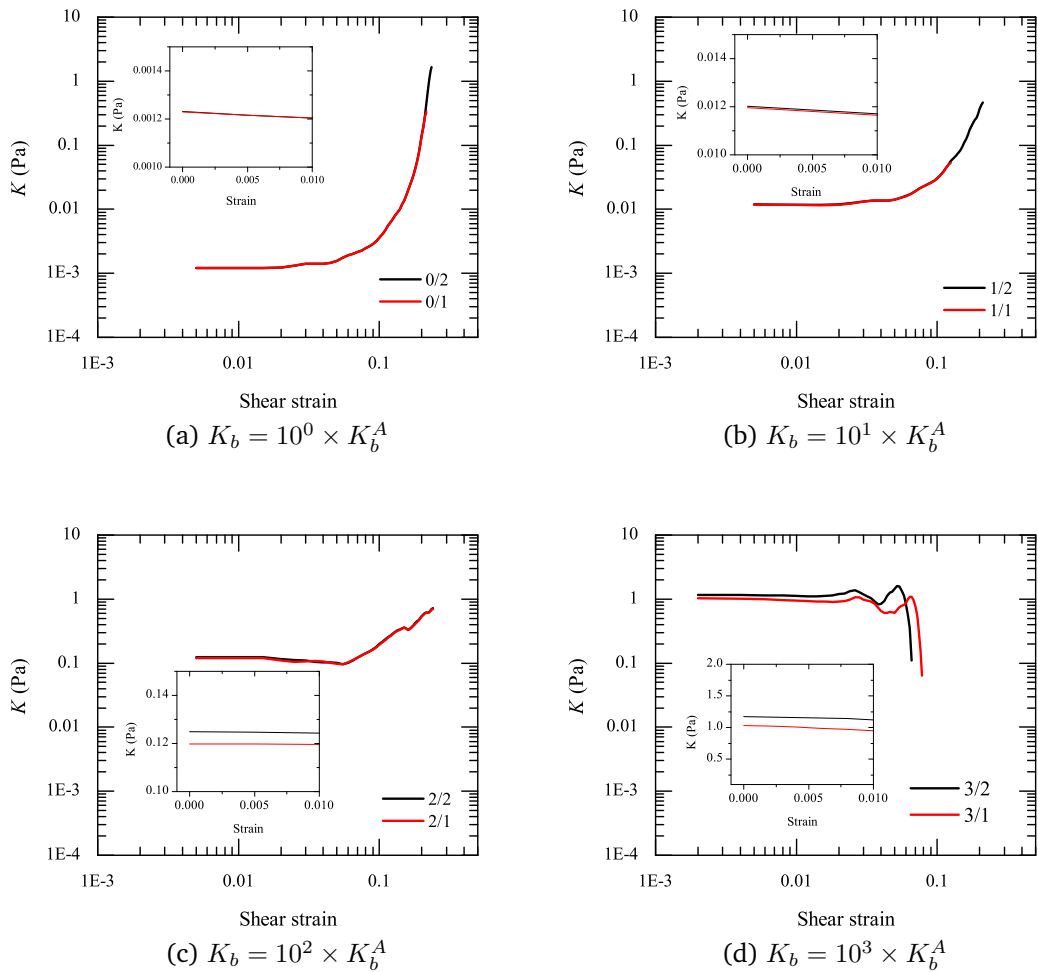 10
1
0.1
0.01
1E-3
1E-4
K (Pa)
1E-3
0.01
0.1
Shear strain
0.0014
0.0012
0.0010
K (Pa)
0.000
0.005
0.010
Strain
0/2
0/1
(a) $K_b = 10^0 \times K_b^A$
10
1
0.1
0.01
1E-3
1E-4
K (Pa)
1E-3
0.01
0.1
Shear strain
0.014
0.012
0.010
K (Pa)
0.000
0.005
0.010
Strain
1/2
1/1
(b) $K_b = 10^1 \times K_b^A$
10
1
0.1
0.01
1E-3
1E-4
K (Pa)
1E-3
0.01
0.1
Shear strain
0.14
0.12
0.10
K (Pa)
0.000
0.005
0.010
Strain
2/2
2/1
(c) $K_b = 10^2 \times K_b^A$
10
1
0.1
0.01
1E-3
1E-4
K (Pa)
1E-3
0.01
0.1
Shear strain
2.0
1.5
1.0
0.5
K (Pa)
0.000
0.005
0.010
Strain
3/2
3/1
(d) $K_b = 10^3 \times K_b^A$